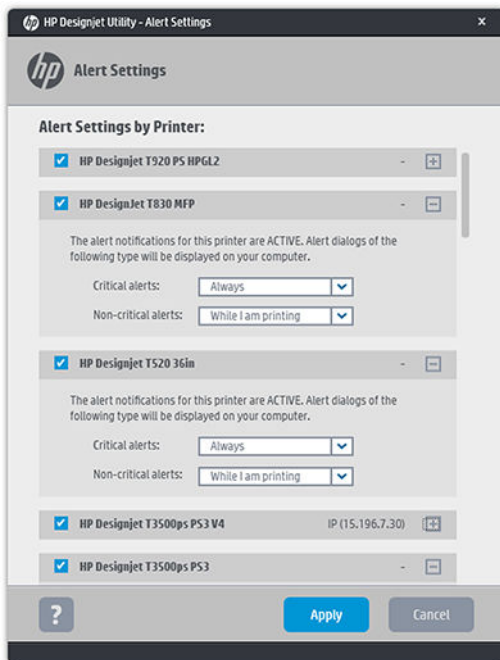 HP Designjet Utility - Alert Settings x
hp Alert Settings
Alert Settings by Printer:
HP Designjet T920 PS HPGL2 - +
HP DesignJet T830 MFP - -
The alert notifications for this printer are ACTIVE. Alert dialogs of the
following type will be displayed on your computer.
Critical alerts: Always
Non-critical alerts: While I am printing
HP Designjet T520 36in - -
The alert notifications for this printer are ACTIVE. Alert dialogs of the
following type will be displayed on your computer.
Critical alerts: Always
Non-critical alerts: While I am printing
HP Designjet T3500ps PS3 V4 IP (15.196.7.30) +
HP Designjet T3500ps PS3 - -
? Apply Cancel